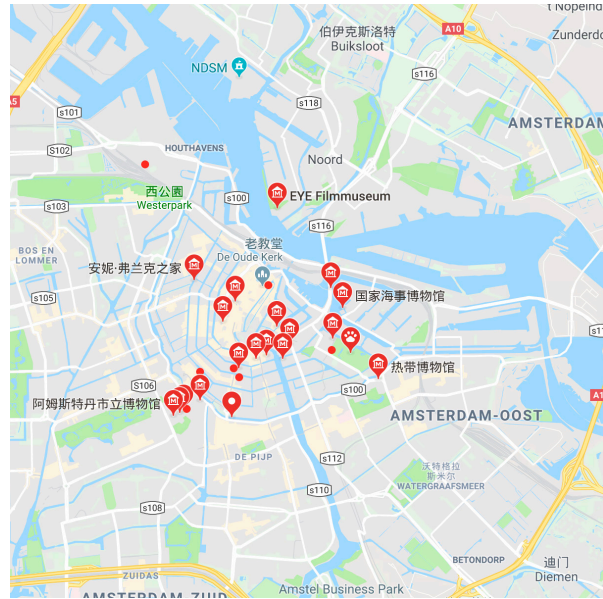 't Nopeind
A10
Zunderdo
伯伊克斯洛特
Buiksloot
NDSM
s116
A5
s101
s118
S102
AMSTERDAM
HOUTHAVENS
Noord
西公園
Westerpark
s100
EYE Filmmuseum
s103
s116
BOS EN
LOMMER
老教堂
De Oude Kerk
安妮·弗兰克之家
国家海事博物馆
s105
s11
热带博物馆
S106
s100
A10
阿姆斯特丹市立博物馆
AMSTERDAM-OOST
DE PIJP
s112
沃特格拉
斯米尔
WATERGRAAFSMEER
s110
s108
BETONDORP
迪门
Diemen
ZUIDAS
Amstel Business Park
AMSTERDAM-ZUID